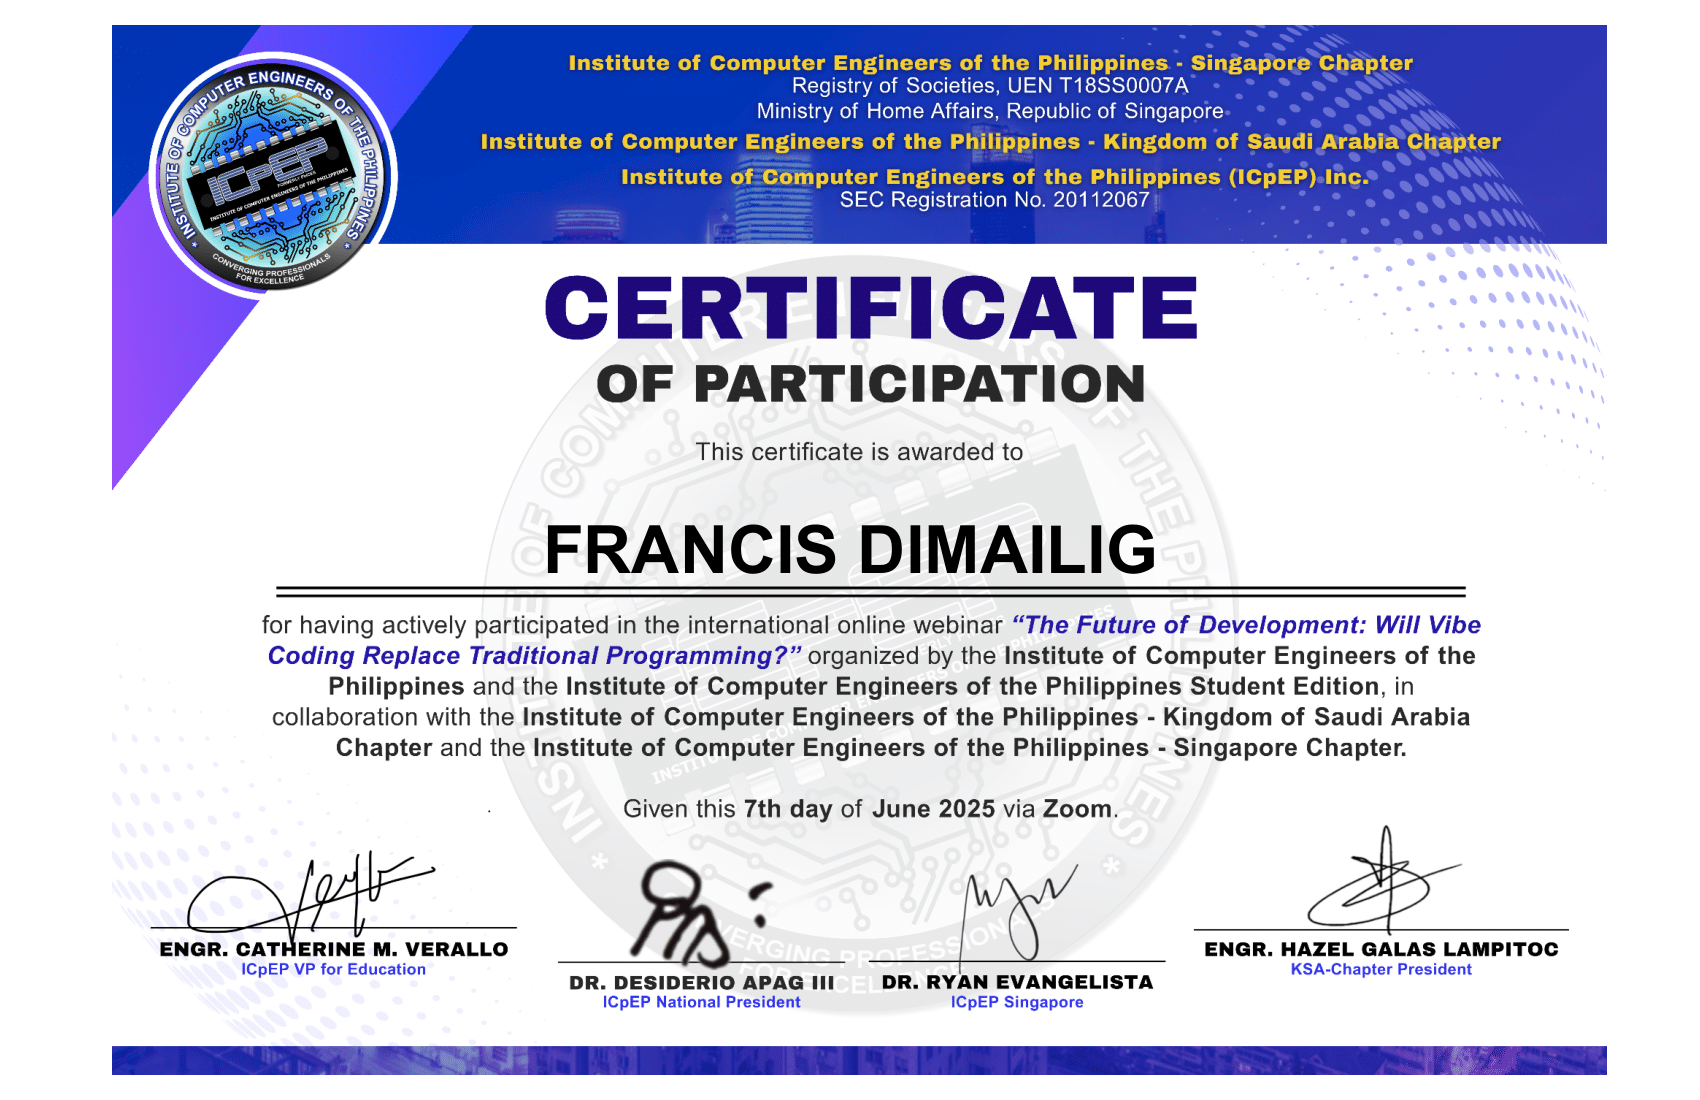 Institute of Computer Engineers of the Philippines - Singapore Chapter
Registry of Societies, UEN T18SS0007A
Ministry of Home Affairs, Republic of Singapore
Institute of Computer Engineers of the Philippines - Kingdom of Saudi Arabia Chapter
Institute of Computer Engineers of the Philippines (ICpEP) Inc.
SEC Registration No. 20112067
INSTITUTE OF COMPUTER ENGINEERS OF THE PHILIPPINES
ICpEP
FORMERLY PHICES
INSTITUTE OF COMPUTER ENGINEERS OF THE PHILIPPINES
CONVERGING PROFESSIONALS
FOR EXCELLENCE
CERTIFICATE
OF PARTICIPATION
This certificate is awarded to
FRANCIS DIMAILIG
for having actively participated in the international online webinar “The Future of Development: Will Vibe
Coding Replace Traditional Programming?” organized by the Institute of Computer Engineers of the
Philippines and the Institute of Computer Engineers of the Philippines Student Edition, in
collaboration with the Institute of Computer Engineers of the Philippines - Kingdom of Saudi Arabia
Chapter and the Institute of Computer Engineers of the Philippines - Singapore Chapter.
Given this 7th day of June 2025 via Zoom.
ENGR. CATHERINE M. VERALLO
ICpEP VP for Education
DR. DESIDERIO APAG III
ICpEP National President
DR. RYAN EVANGELISTA
ICpEP Singapore
ENGR. HAZEL GALAS LAMPITOC
KSA-Chapter President